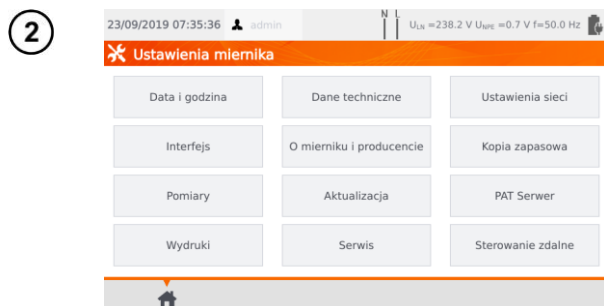 2
23/09/2019 07:35:36 admin N L ULN =238.2 V UNPE =0.7 V f=50.0 Hz
Ustawienia miernika
Data i godzina Dane techniczne Ustawienia sieci
Interfejs O mierniku i producencie Kopia zapasowa
Pomiary Aktualizacja PAT Serwer
Wydruki Serwis Sterowanie zdalne